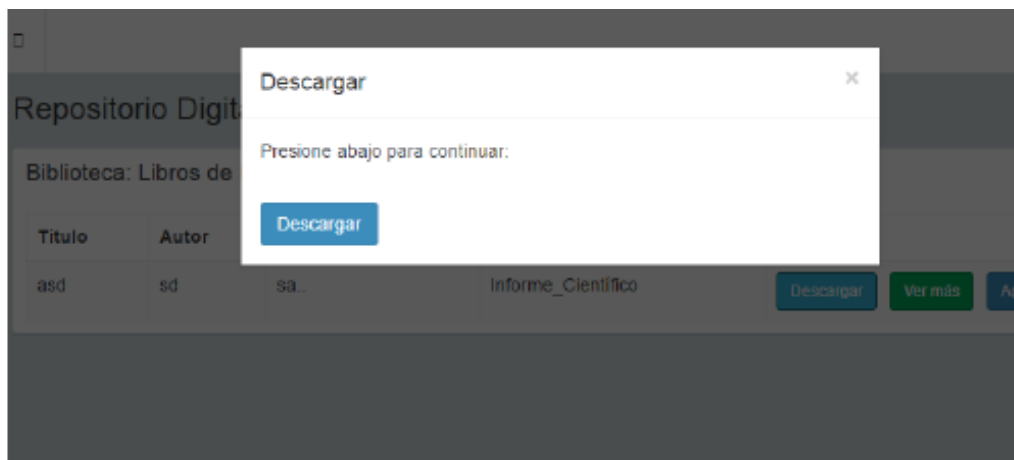 Descargar ×
Repositorio Digit
Presione abajo para continuar:
Biblioteca: Libros de
Descargar
Titulo Autor
asd sd sa.. Informe_Científico Descargar Ver más